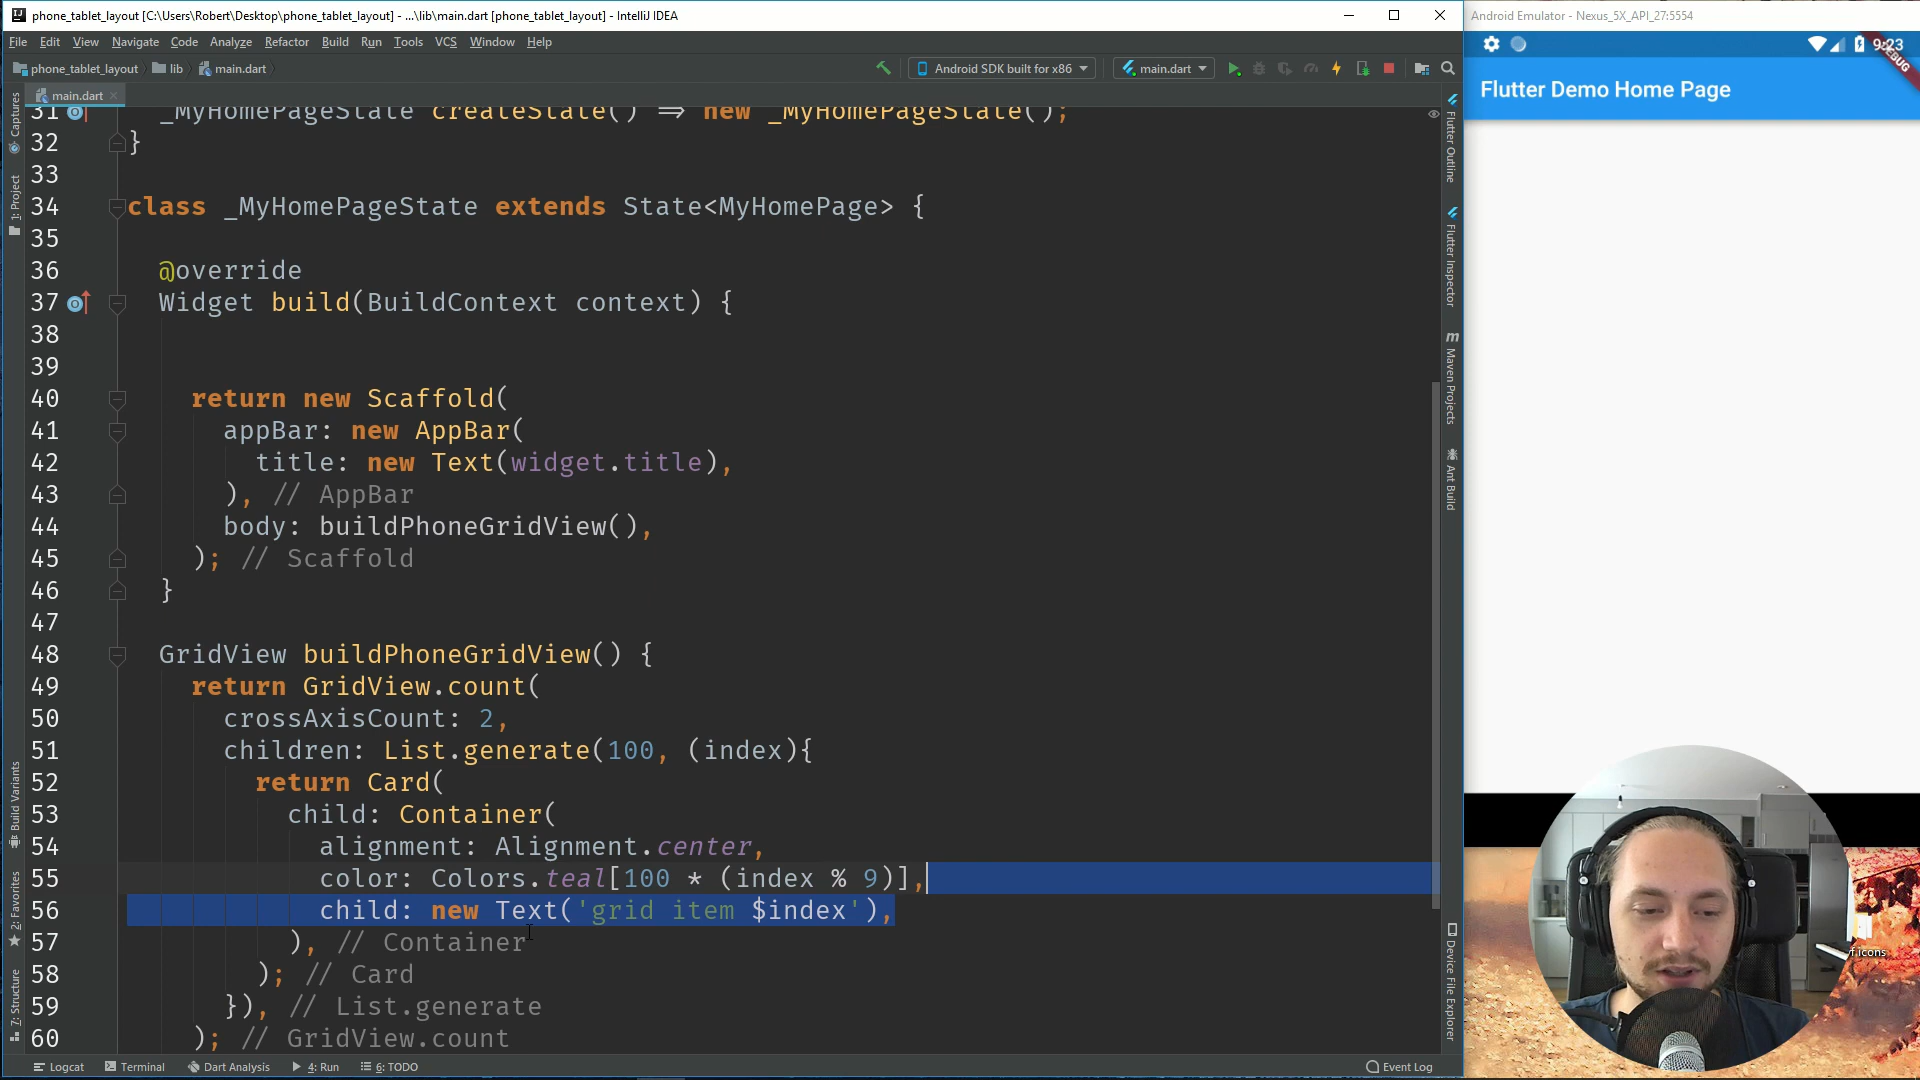 phone_tablet_layout [C:\Users\Robert\Desktop\phone_tablet_layout] - ...\lib\main.dart [phone_tablet_layout] - IntelliJ IDEA
File Edit View Navigate Code Analyze Refactor Build Run Tools VCS Window Help
phone_tablet_layout lib main.dart
Android SDK built for x86 main.dart
main.dart
31 _MyHomePageState createState() => new _MyHomePageState();
32 }
33
34 class _MyHomePageState extends State<MyHomePage> {
35
36 @override
37 Widget build(BuildContext context) {
38
39
40 return new Scaffold(
41 appBar: new AppBar(
42 title: new Text(widget.title),
43 ), // AppBar
44 body: buildPhoneGridView(),
45 ); // Scaffold
46 }
47
48 GridView buildPhoneGridView() {
49 return GridView.count(
50 crossAxisCount: 2,
51 children: List.generate(100, (index){
52 return Card(
53 child: Container(
54 alignment: Alignment.center,
55 color: Colors.teal[100 * (index % 9)],
56 child: new Text('grid item $index'),
57 ), // Container
58 ); // Card
59 }), // List.generate
60 ); // GridView.count
Captures
1: Project
Build Variants
2: Favorites
7: Structure
Flutter Outline
Flutter Inspector
Maven Projects
Ant Build
Device File Explorer
Logcat Terminal Dart Analysis 4: Run 6: TODO Event Log
Android Emulator - Nexus_5X_API_27:5554
9:23
DEBUG
Flutter Demo Home Page